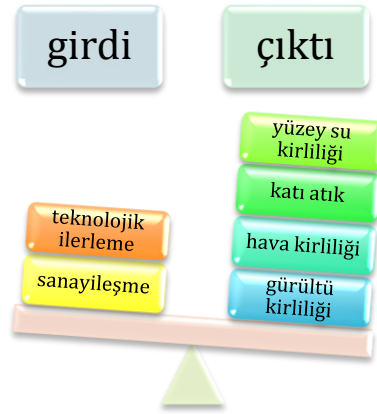 girdi
çıktı
yüzey su
kirliliği
katı atık
hava kirliliği
gürültü
kirliliği
teknolojik
ilerleme
sanayileşme